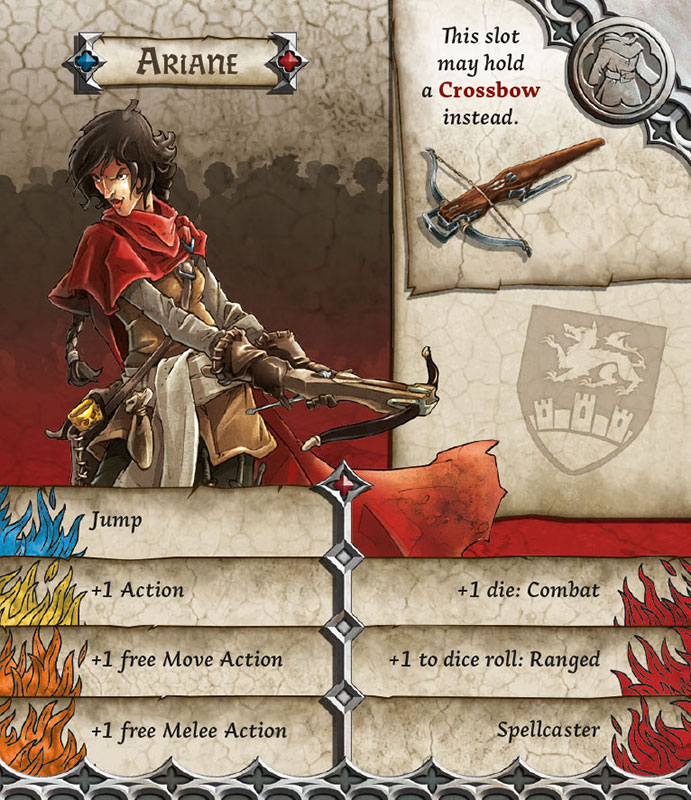 Ariane
This slot
may hold
a Crossbow
instead.
Jump
+1 Action
+1 free Move Action
+1 free Melee Action
+1 die: Combat
+1 to dice roll: Ranged
Spellcaster